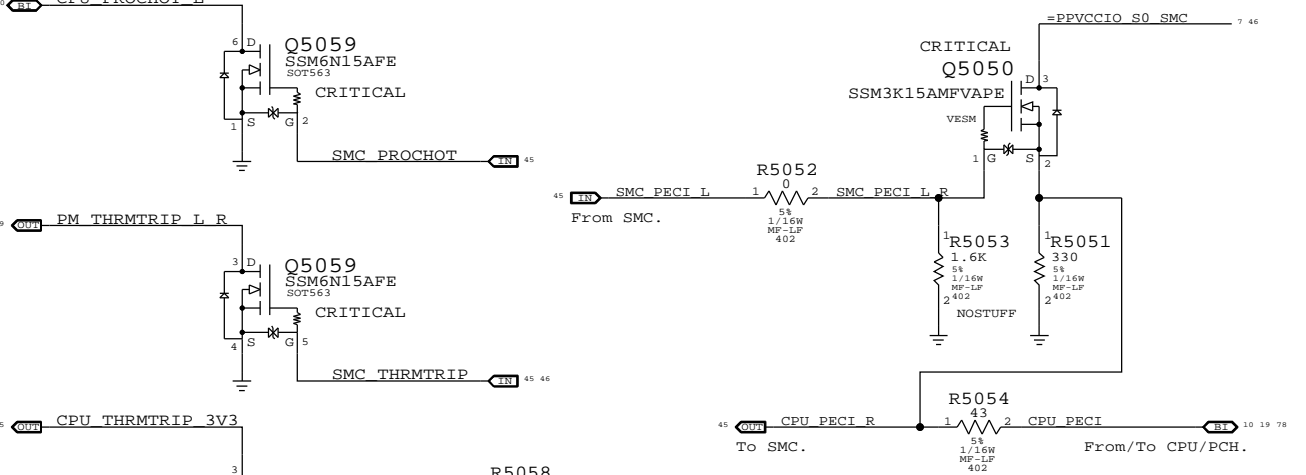 CPU_PROCHOT_L
BI
6
D
Q5059
SSM6N15AFE
SOT563
CRITICAL
1
S
G
2
SMC_PROCHOT
IN
45
OUT
PM_THRMTRIP_L_R
3
D
Q5059
SSM6N15AFE
SOT563
CRITICAL
4
S
G
5
SMC_THRMTRIP
IN
45 46
OUT
CPU_THRMTRIP_3V3
3
R5058
=PPVCCIO_S0_SMC
7 46
CRITICAL
Q5050
D
3
SSM3K15AMFVAPE
VESM
1
G
S
2
45
IN
SMC_PECI_L
From SMC.
R5052
0
1
2
5%
1/16W
MF-LF
402
SMC_PECI_L_R
1
R5053
1.6K
5%
1/16W
MF-LF
402
2
NOSTUFF
1
R5051
330
5%
1/16W
MF-LF
402
2
45
OUT
CPU_PECI_R
To SMC.
R5054
43
1
2
5%
1/16W
MF-LF
402
CPU_PECI
BI
10 19 78
From/To CPU/PCH.